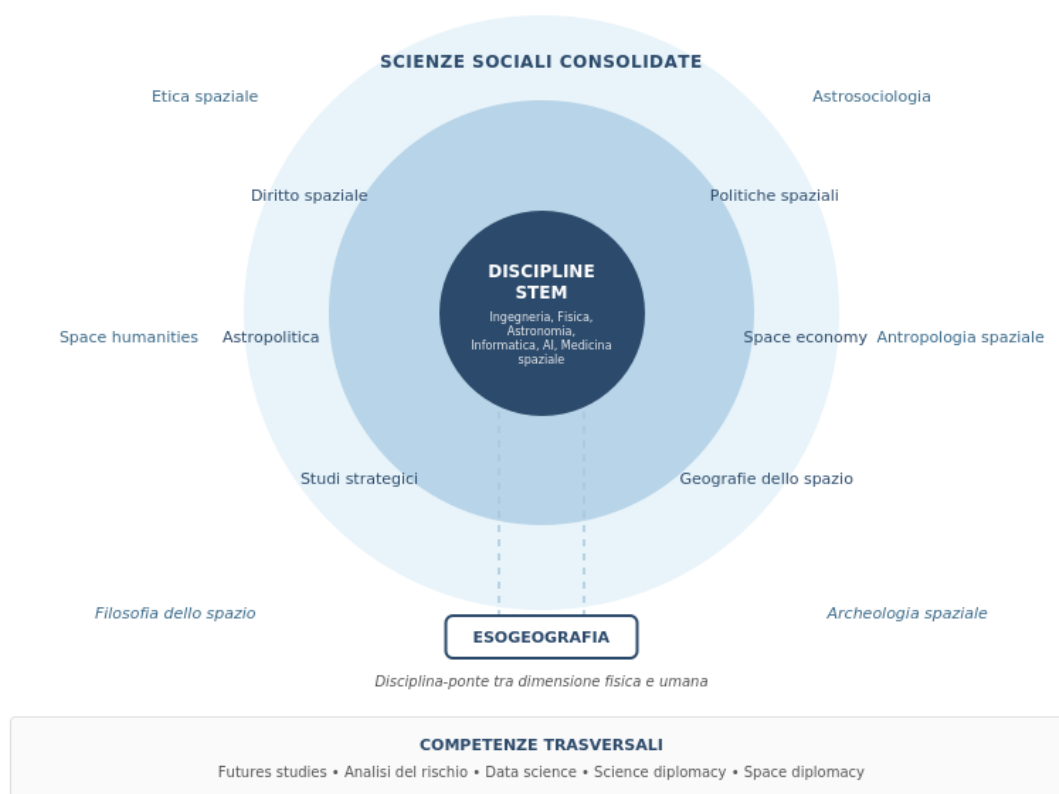 SCIENZE SOCIALI CONSOLIDATE
Etica spaziale
Astrosociologia
Diritto spaziale
Politiche spaziali
DISCIPLINE
STEM
Ingegneria, Fisica,
Astronomia,
Informatica, AI, Medicina
spaziale
Space humanities
Astropolitica
Space economy
Antropologia spaziale
Studi strategici
Geografie dello spazio
Filosofia dello spazio
Archeologia spaziale
ESOGEOGRAFIA
Disciplina-ponte tra dimensione fisica e umana
COMPETENZE TRASVERSALI
Futures studies • Analisi del rischio • Data science • Science diplomacy • Space diplomacy